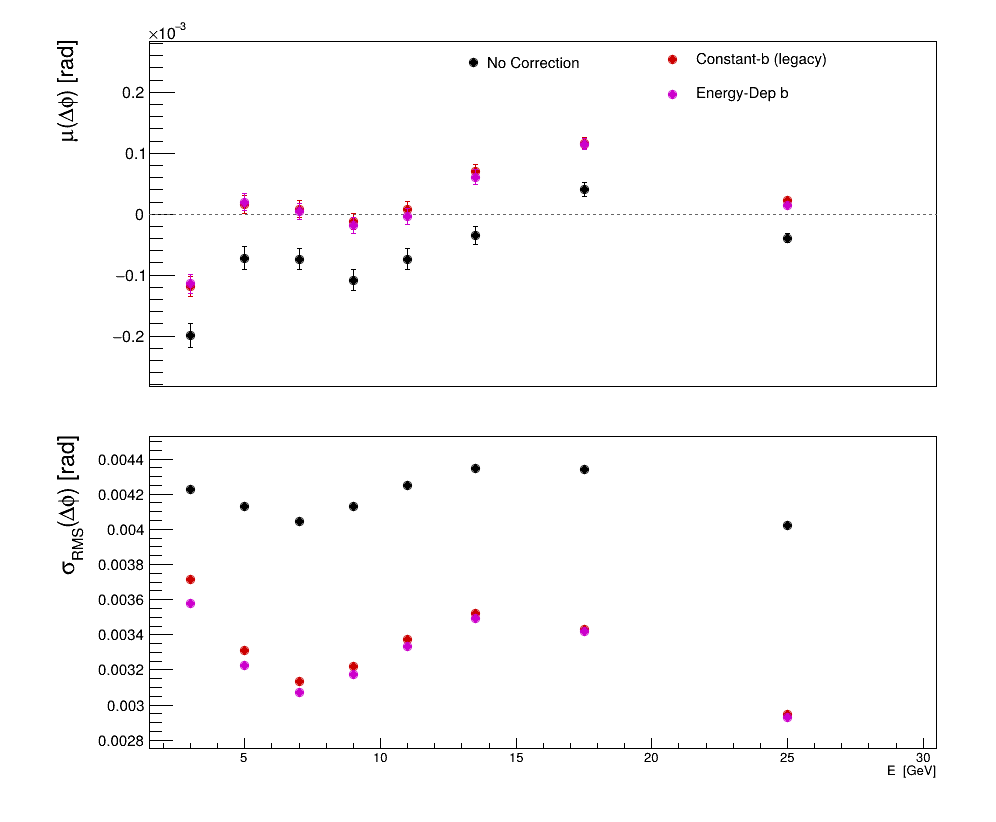 ×10⁻³
μ(Δϕ) [rad]
No Correction
Constant-b (legacy)
Energy-Dep b
0.2
0.1
0
−0.1
−0.2
σRMS(Δϕ) [rad]
0.0044
0.0042
0.004
0.0038
0.0036
0.0034
0.0032
0.003
0.0028
5 10 15 20 25 30
E [GeV]